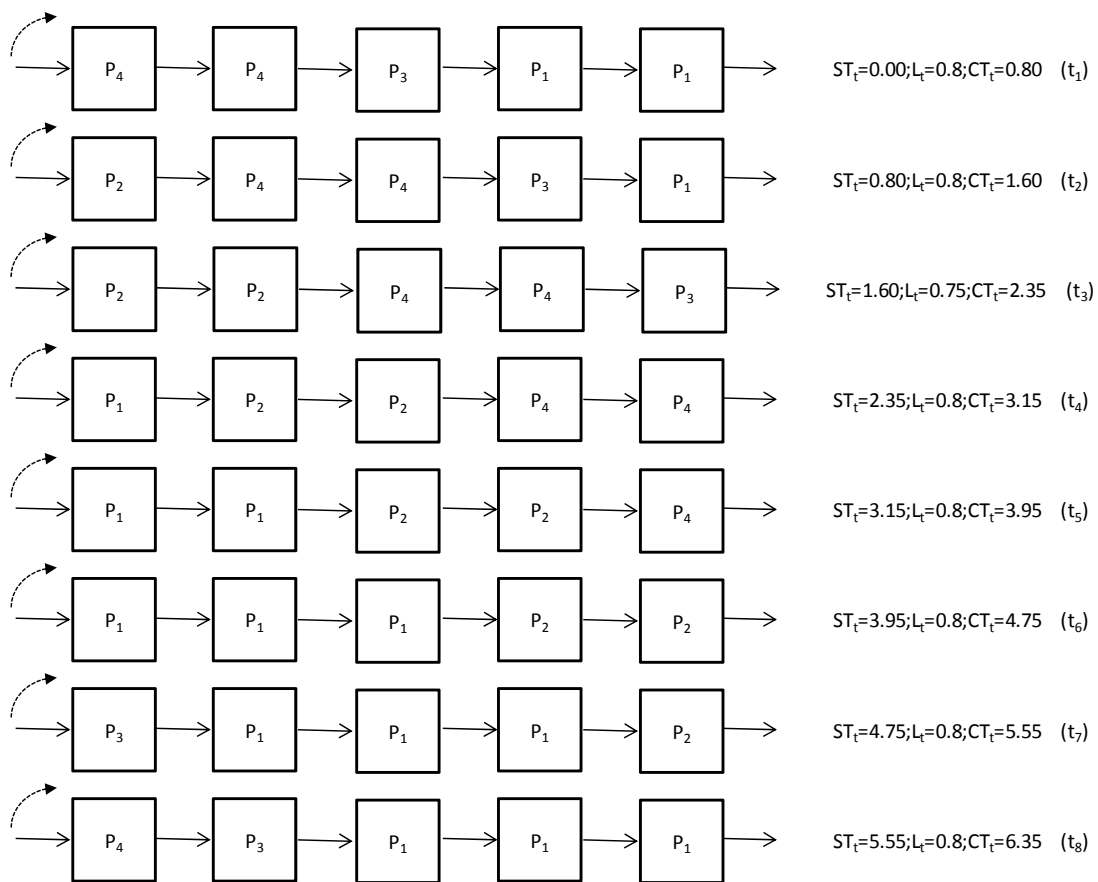 P₄ P₄ P₃ P₁ P₁ STₜ=0.00;Lₜ=0.8;CTₜ=0.80 (t₁)
P₂ P₄ P₄ P₃ P₁ STₜ=0.80;Lₜ=0.8;CTₜ=1.60 (t₂)
P₂ P₂ P₄ P₄ P₃ STₜ=1.60;Lₜ=0.75;CTₜ=2.35 (t₃)
P₁ P₂ P₂ P₄ P₄ STₜ=2.35;Lₜ=0.8;CTₜ=3.15 (t₄)
P₁ P₁ P₂ P₂ P₄ STₜ=3.15;Lₜ=0.8;CTₜ=3.95 (t₅)
P₁ P₁ P₁ P₂ P₂ STₜ=3.95;Lₜ=0.8;CTₜ=4.75 (t₆)
P₃ P₁ P₁ P₁ P₂ STₜ=4.75;Lₜ=0.8;CTₜ=5.55 (t₇)
P₄ P₃ P₁ P₁ P₁ STₜ=5.55;Lₜ=0.8;CTₜ=6.35 (t₈)